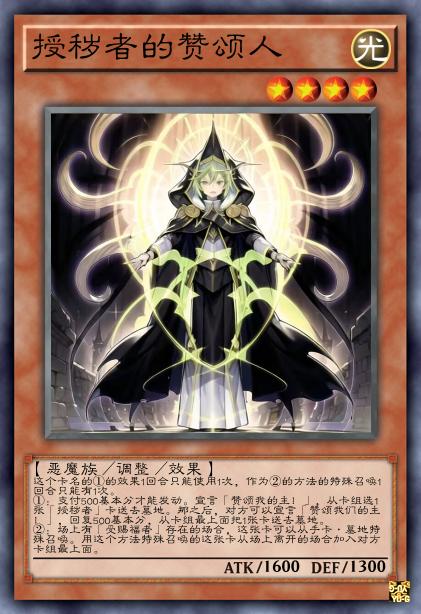 授秽者的赞颂人
光
【恶魔族／调整／效果】
这个卡名的①的效果1回合只能使用1次，作为②的方法的特殊召唤1
回合只能有1次。
①：支付500基本分才能发动。宣言「赞颂我的主！」，从卡组选1
张「授秽者」卡送去墓地。那之后，对方可以宣言「赞颂我们的主
！」，回复500基本分，从卡组最上面把1张卡送去墓地。
②：场上有「受赐福者」存在的场合，这张卡可以从手卡·墓地特
殊召唤。用这个方法特殊召唤的这张卡从场上离开的场合加入对方
卡组最上面。
ATK/1600 DEF/1300